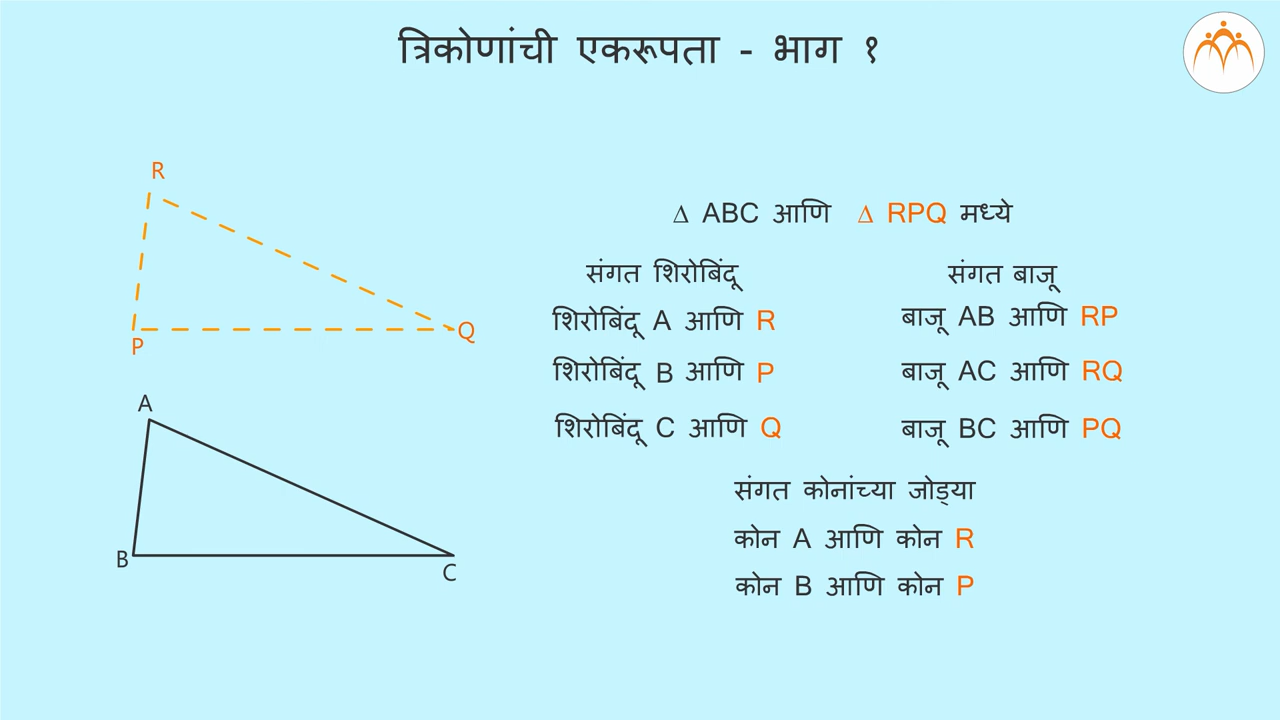 त्रिकोणांची एकरूपता - भाग १
R
P
Q
A
B
C
Δ ABC आणि Δ RPQ मध्ये
संगत शिरोबिंदू
शिरोबिंदू A आणि R
शिरोबिंदू B आणि P
शिरोबिंदू C आणि Q
संगत बाजू
बाजू AB आणि RP
बाजू AC आणि RQ
बाजू BC आणि PQ
संगत कोनांच्या जोड्या
कोन A आणि कोन R
कोन B आणि कोन P